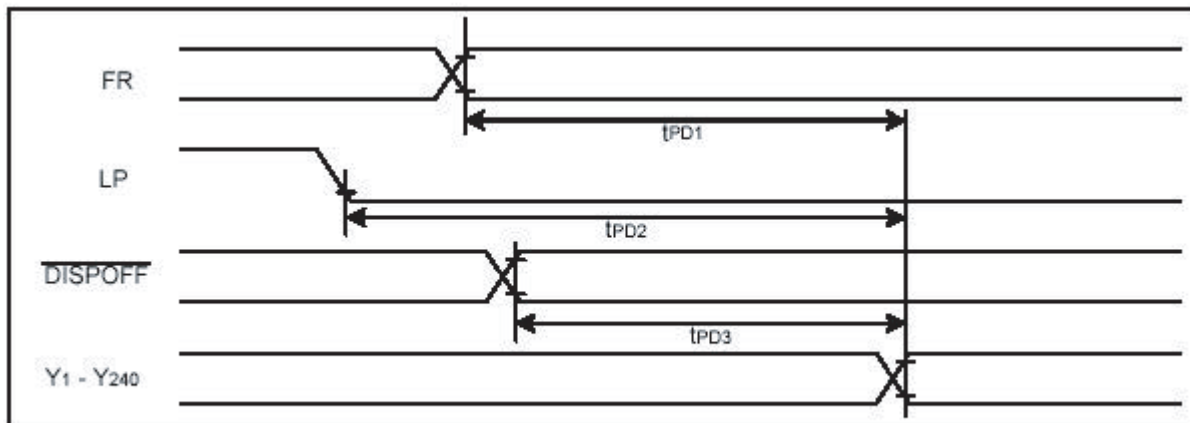 FR
tPD1
LP
tPD2
DISPOFF
tPD3
Y1 - Y240